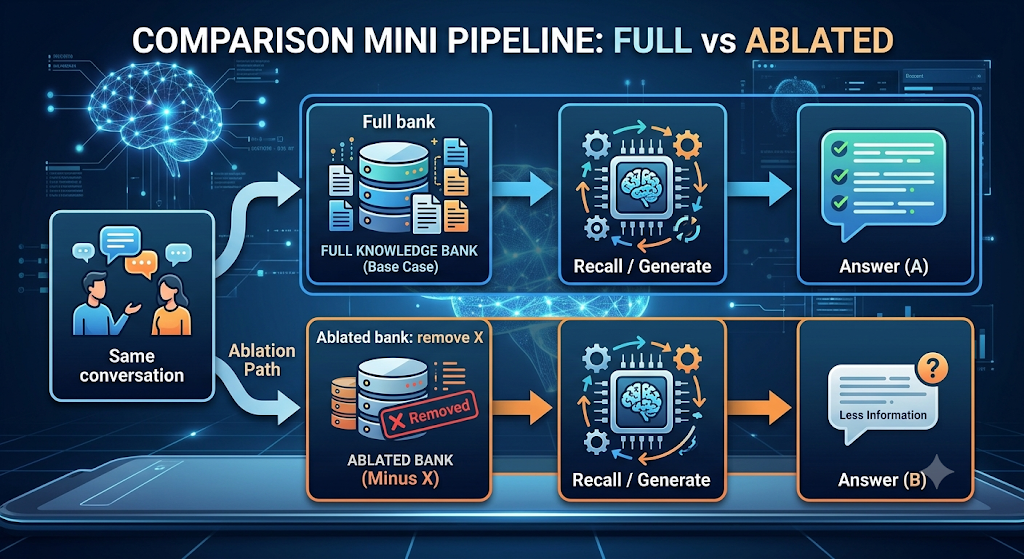 COMPARISON MINI PIPELINE: FULL vs ABLATED
Full bank
FULL KNOWLEDGE BANK
(Base Case)
Recall / Generate
Answer (A)
Same
conversation
Ablation
Path
Ablated bank: remove X
Removed
ABLATED BANK
(Minus X)
Recall / Generate
?
Less Information
Answer (B)